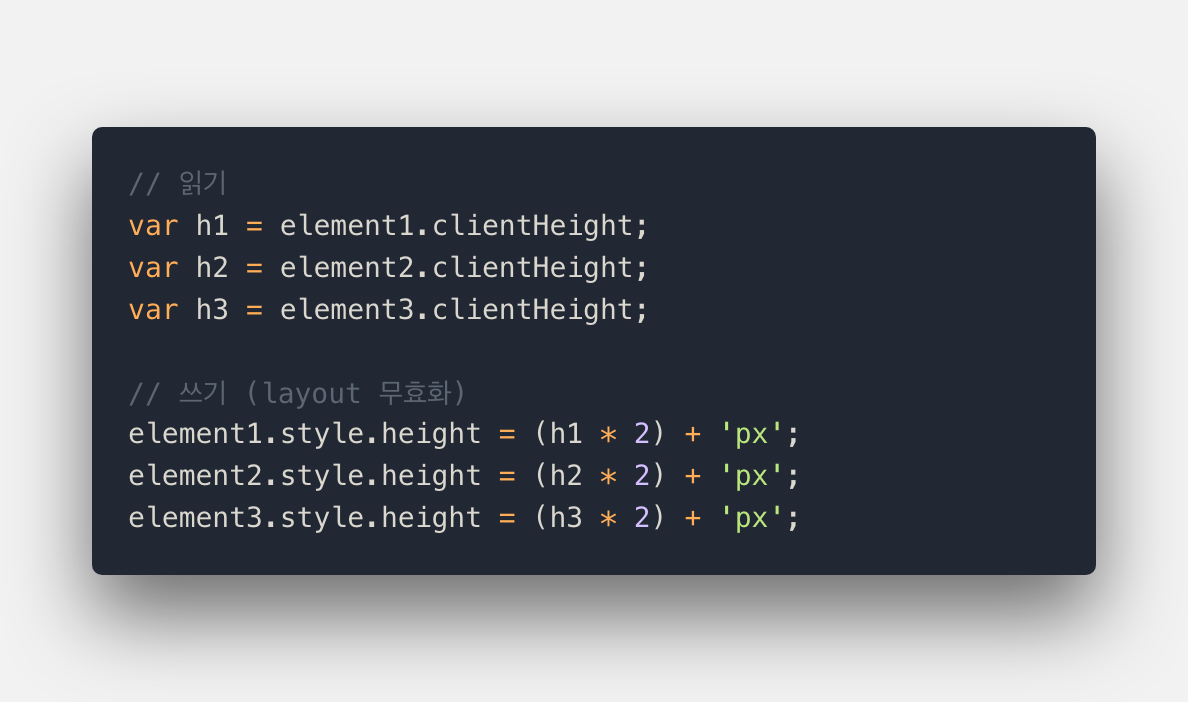 // 읽기
var h1 = element1.clientHeight;
var h2 = element2.clientHeight;
var h3 = element3.clientHeight;
// 쓰기 (layout 무효화)
element1.style.height = (h1 * 2) + 'px';
element2.style.height = (h2 * 2) + 'px';
element3.style.height = (h3 * 2) + 'px';